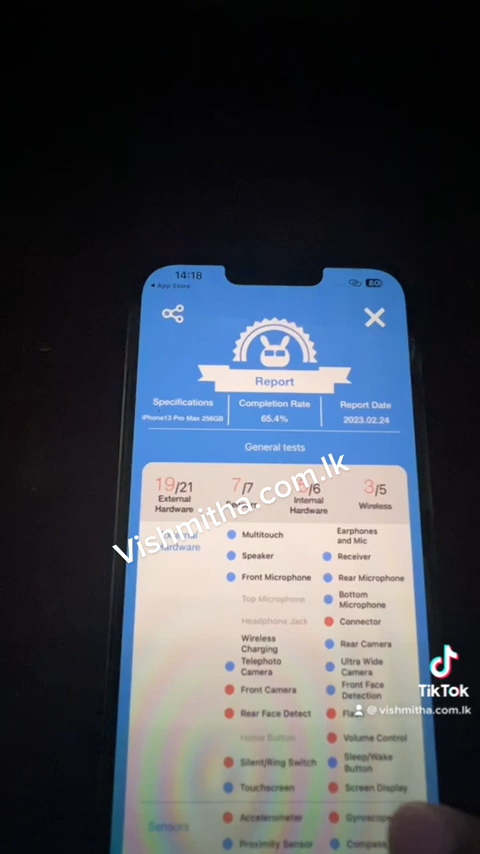 14:18
App Store
80
Report
Specifications
Completion Rate
Report Date
iPhone13 Pro Max 256GB
65.4%
2023.02.24
General tests
19/21
7/7
/6
3/5
External
Hardware
Internal
Hardware
Wireless
Vishmitha.com.lk
Multitouch
Earphones
and Mic
Speaker
Receiver
Front Microphone
Rear Microphone
Top Microphone
Bottom
Microphone
Headphone Jack
Connector
Wireless
Charging
Rear Camera
Telephoto
Camera
Ultra Wide
Camera
Front Camera
Front Face
Detection
Rear Face Detect
Home Button
Volume Control
Silent/Ring Switch
Sleep/Wake
Button
Touchscreen
Screen Display
Sensors
Accelerometer
Gyroscope
Proximity Sensor
Compass
TikTok
@vishmitha.com.lk